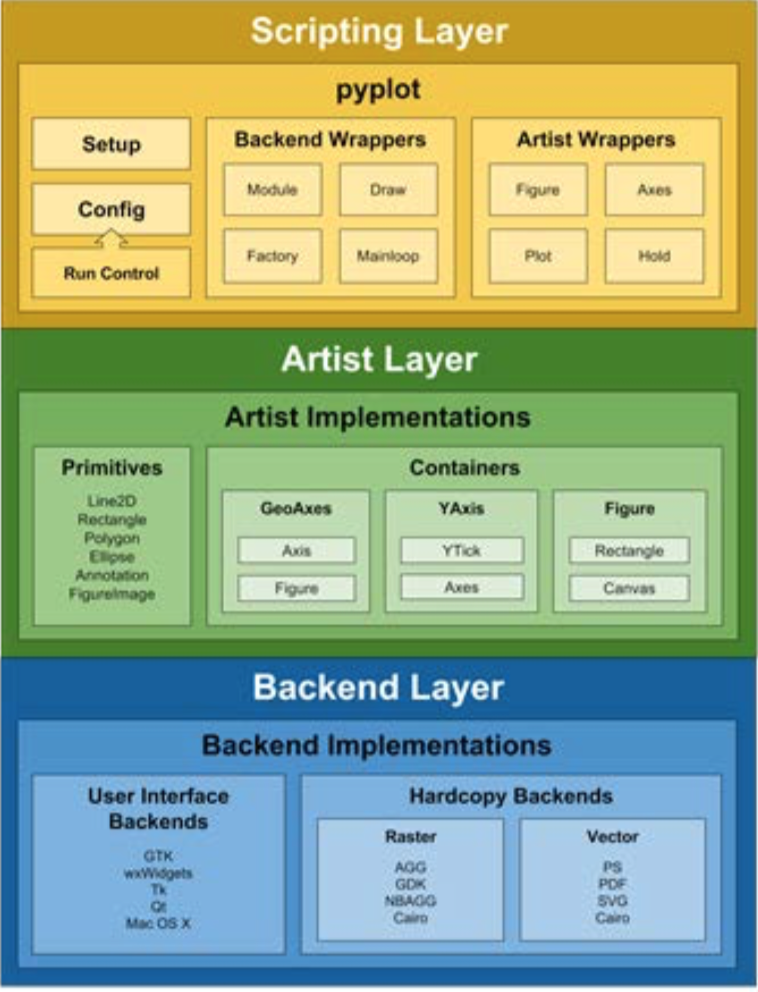 Scripting Layer
pyplot
Setup
Config
Run Control
Backend Wrappers
Module
Draw
Factory
Mainloop
Artist Wrappers
Figure
Axes
Plot
Hold
Artist Layer
Artist Implementations
Primitives
Line2D
Rectangle
Polygon
Ellipse
Annotation
FigureImage
Containers
GeoAxes
Axis
Figure
YAxis
YTick
Axes
Figure
Rectangle
Canvas
Backend Layer
Backend Implementations
User Interface
Backends
GTK
wxWidgets
Tk
Qt
Mac OS X
Hardcopy Backends
Raster
AGG
GDK
NBAGG
Cairo
Vector
PS
PDF
SVG
Cairo